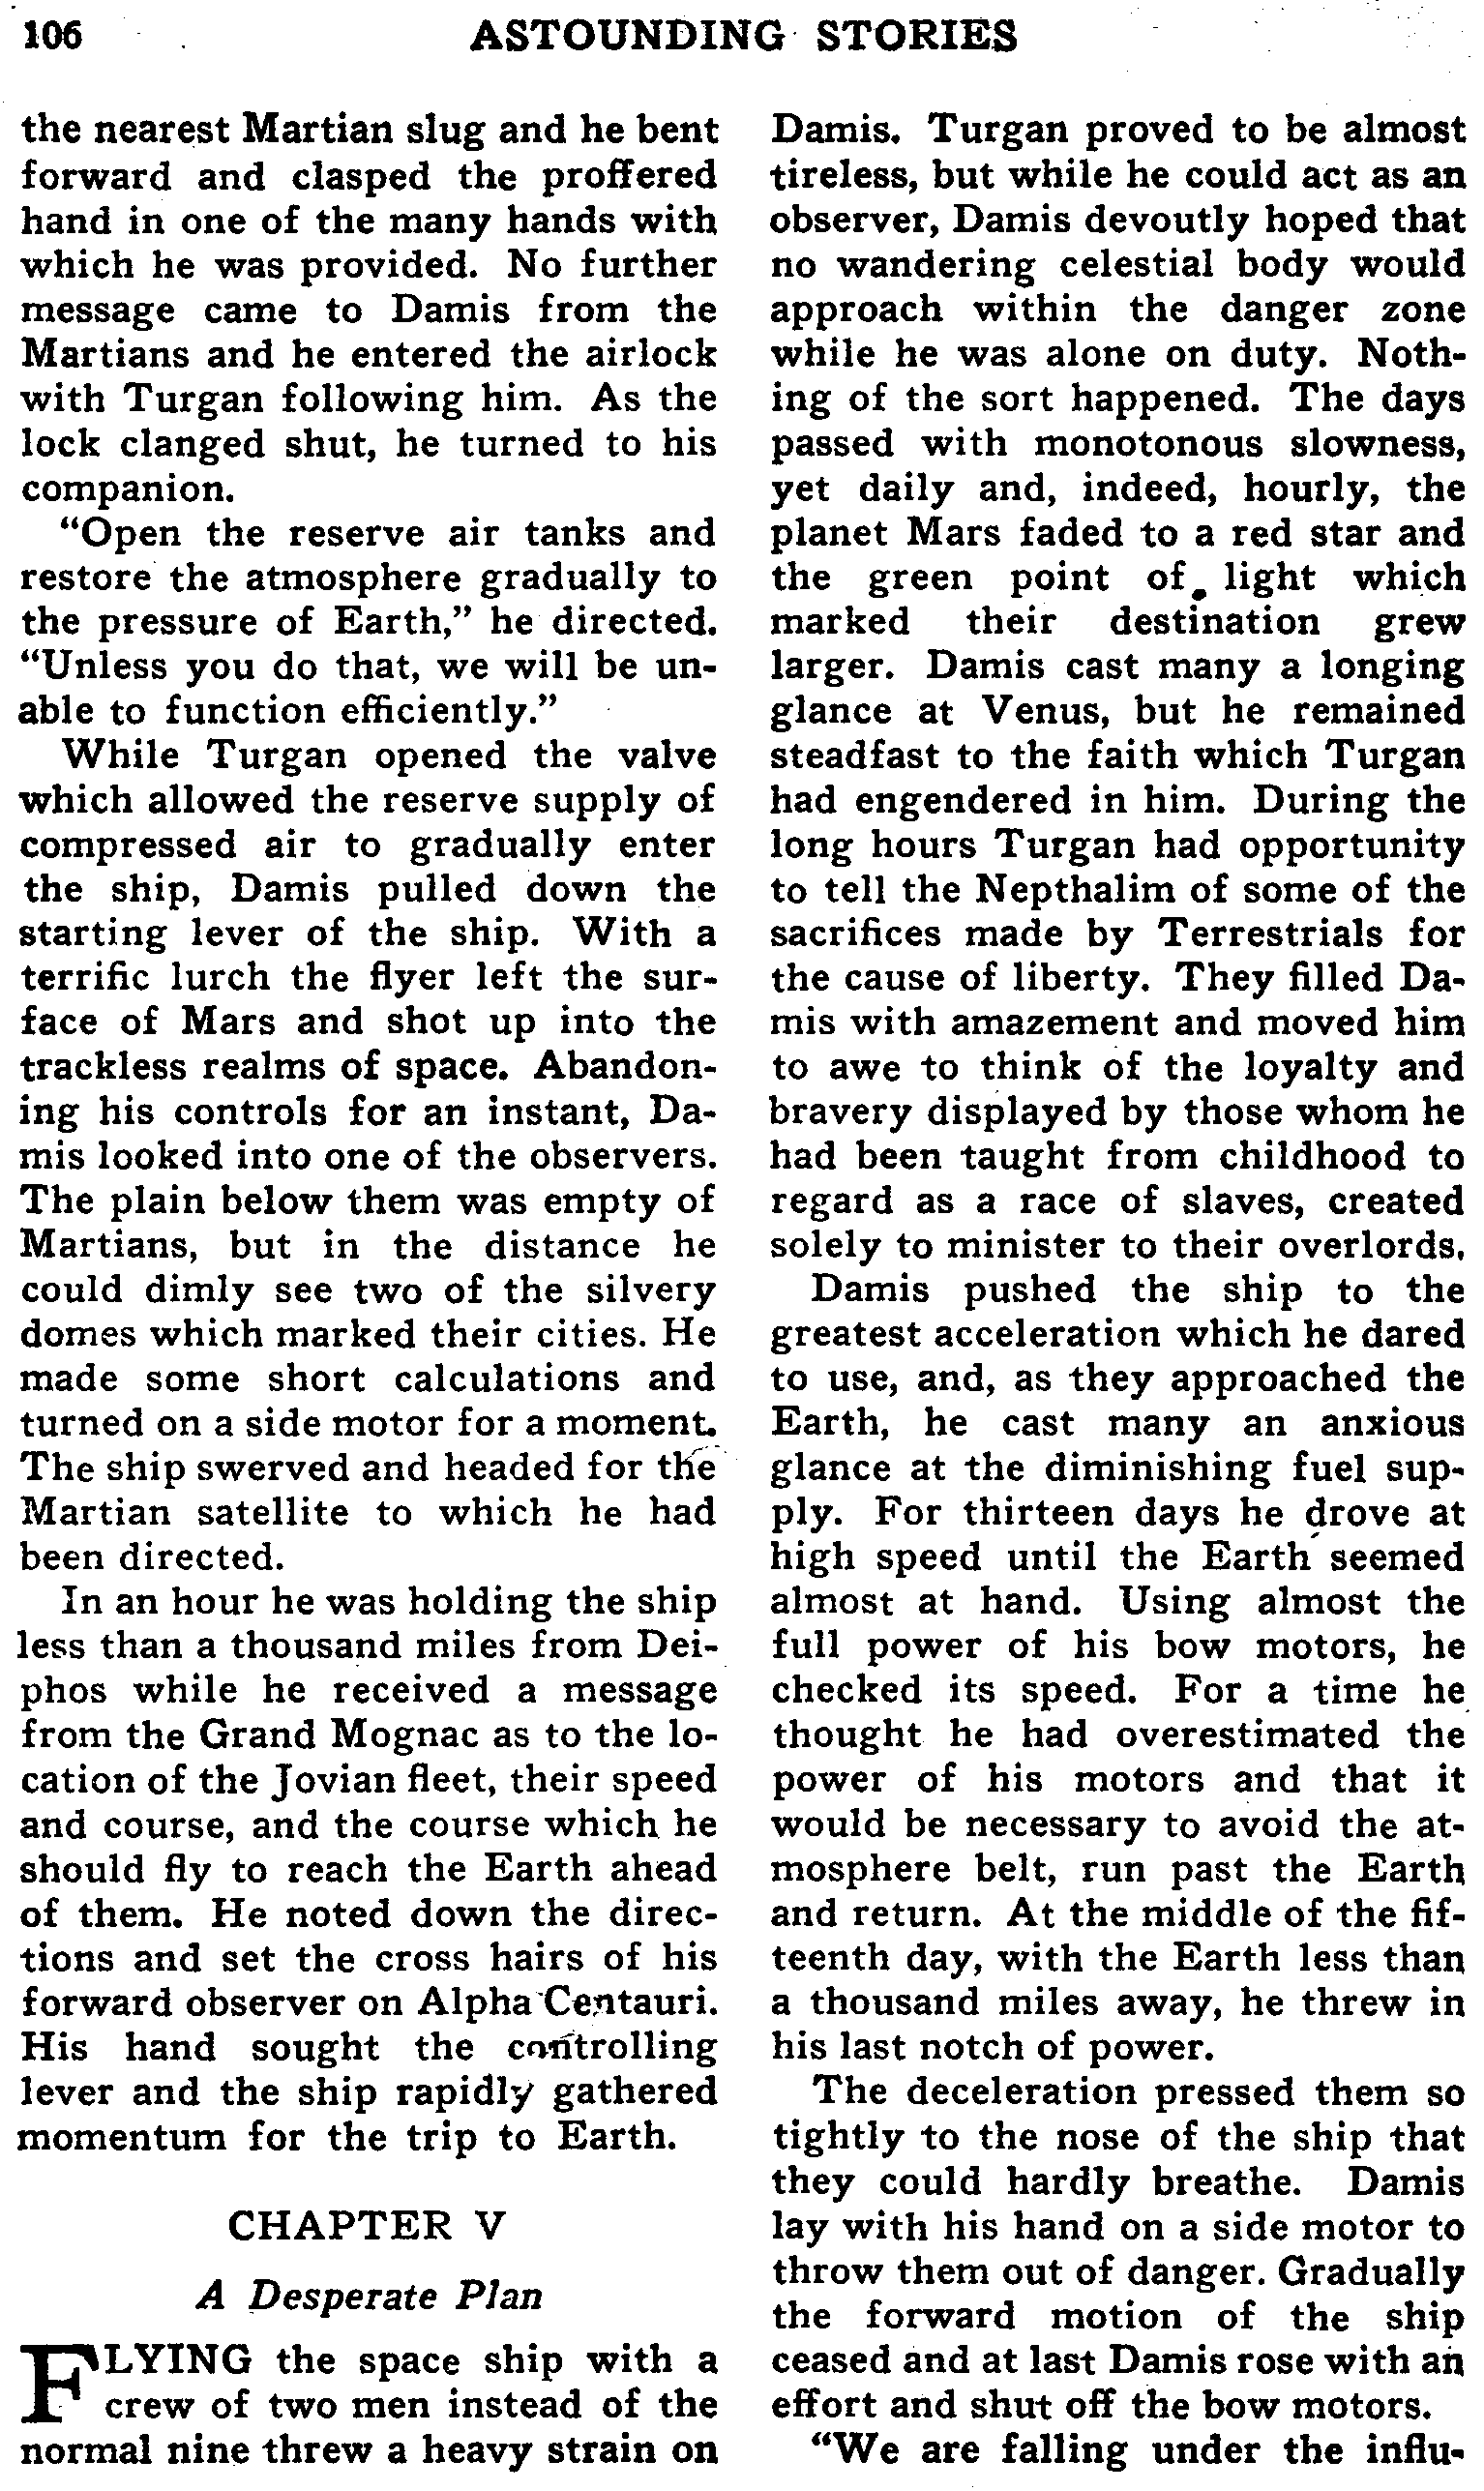 106 ASTOUNDING STORIES
the nearest Martian slug and he bent
forward and clasped the proffered
hand in one of the many hands with
which he was provided. No further
message came to Damis from the
Martians and he entered the airlock
with Turgan following him. As the
lock clanged shut, he turned to his
companion.
“Open the reserve air tanks and
restore the atmosphere gradually to
the pressure of Earth,” he directed.
“Unless you do that, we will be un-
able to function efficiently.”
While Turgan opened the valve
which allowed the reserve supply of
compressed air to gradually enter
the ship, Damis pulled down the
starting lever of the ship. With a
terrific lurch the flyer left the sur-
face of Mars and shot up into the
trackless realms of space. Abandon-
ing his controls for an instant, Da-
mis looked into one of the observers.
The plain below them was empty of
Martians, but in the distance he
could dimly see two of the silvery
domes which marked their cities. He
made some short calculations and
turned on a side motor for a moment.
The ship swerved and headed for the
Martian satellite to which he had
been directed.
In an hour he was holding the ship
less than a thousand miles from Dei-
phos while he received a message
from the Grand Mognac as to the lo-
cation of the Jovian fleet, their speed
and course, and the course which he
should fly to reach the Earth ahead
of them. He noted down the direc-
tions and set the cross hairs of his
forward observer on Alpha Centauri.
His hand sought the controlling
lever and the ship rapidly gathered
momentum for the trip to Earth.
CHAPTER V
A Desperate Plan
FLYING the space ship with a
crew of two men instead of the
normal nine threw a heavy strain on
Damis. Turgan proved to be almost
tireless, but while he could act as an
observer, Damis devoutly hoped that
no wandering celestial body would
approach within the danger zone
while he was alone on duty. Noth-
ing of the sort happened. The days
passed with monotonous slowness,
yet daily and, indeed, hourly, the
planet Mars faded to a red star and
the green point of light which
marked their destination grew
larger. Damis cast many a longing
glance at Venus, but he remained
steadfast to the faith which Turgan
had engendered in him. During the
long hours Turgan had opportunity
to tell the Nepthalim of some of the
sacrifices made by Terrestrials for
the cause of liberty. They filled Da-
mis with amazement and moved him
to awe to think of the loyalty and
bravery displayed by those whom he
had been taught from childhood to
regard as a race of slaves, created
solely to minister to their overlords.
Damis pushed the ship to the
greatest acceleration which he dared
to use, and, as they approached the
Earth, he cast many an anxious
glance at the diminishing fuel sup-
ply. For thirteen days he drove at
high speed until the Earth seemed
almost at hand. Using almost the
full power of his bow motors, he
checked its speed. For a time he
thought he had overestimated the
power of his motors and that it
would be necessary to avoid the at-
mosphere belt, run past the Earth
and return. At the middle of the fif-
teenth day, with the Earth less than
a thousand miles away, he threw in
his last notch of power.
The deceleration pressed them so
tightly to the nose of the ship that
they could hardly breathe. Damis
lay with his hand on a side motor to
throw them out of danger. Gradually
the forward motion of the ship
ceased and at last Damis rose with an
effort and shut off the bow motors.
“We are falling under the influ-